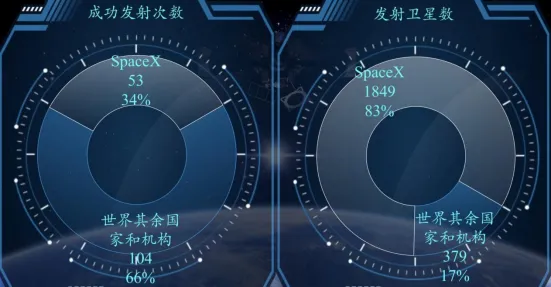 成功发射次数
SpaceX
53
34%
世界其余国
家和机构
104
66%
发射卫星数
SpaceX
1849
83%
世界其余国
家和机构
379
17%